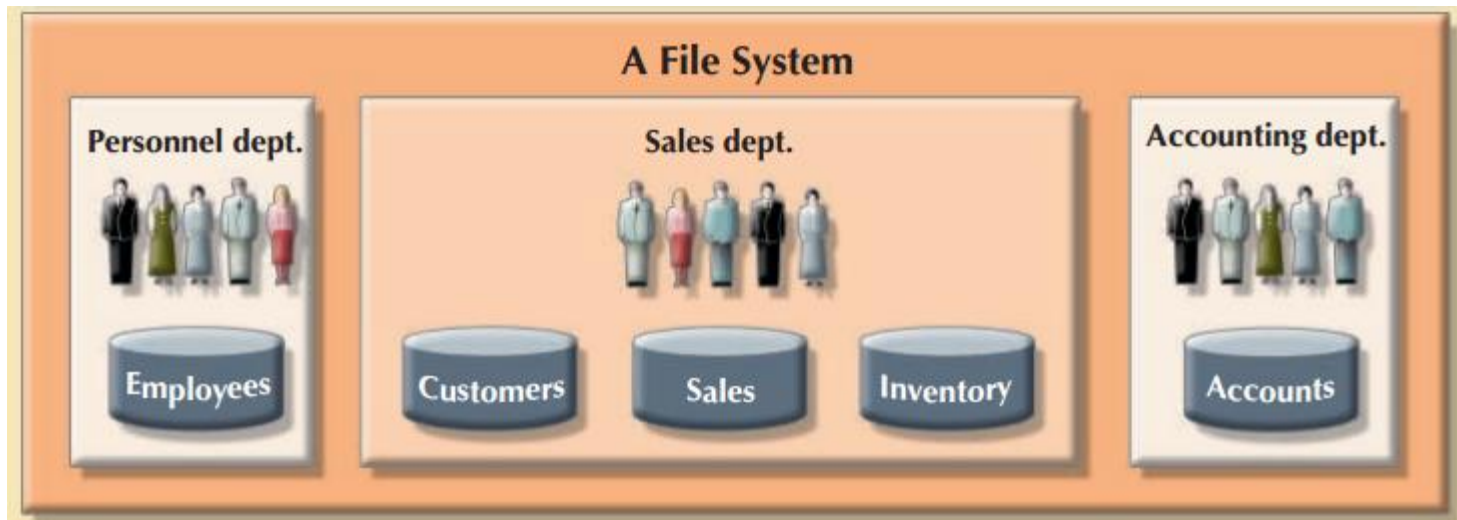 A File System
Personnel dept.
Sales dept.
Accounting dept.
Employees
Customers
Sales
Inventory
Accounts